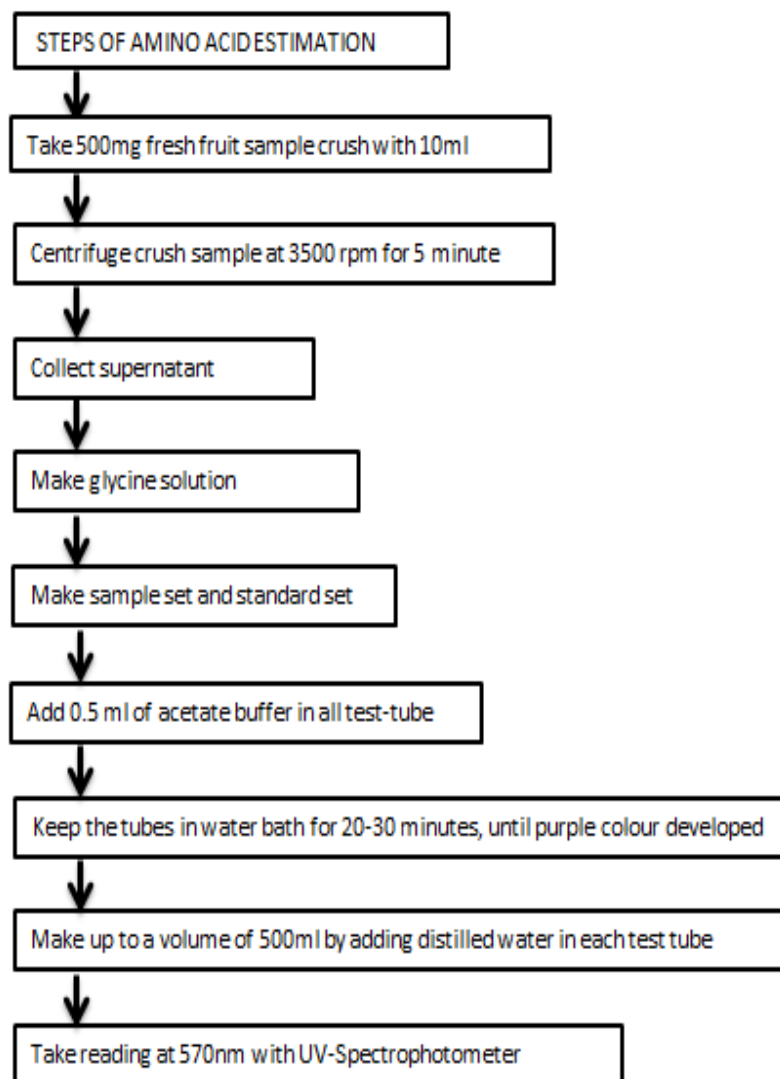 STEPS OF AMINO ACID ESTIMATION
Take 500mg fresh fruit sample crush with 10ml
Centrifuge crush sample at 3500 rpm for 5 minute
Collect supernatant
Make glycine solution
Make sample set and standard set
Add 0.5 ml of acetate buffer in all test-tube
Keep the tubes in water bath for 20-30 minutes, until purple colour developed
Make up to a volume of 500ml by adding distilled water in each test tube
Take reading at 570nm with UV-Spectrophotometer